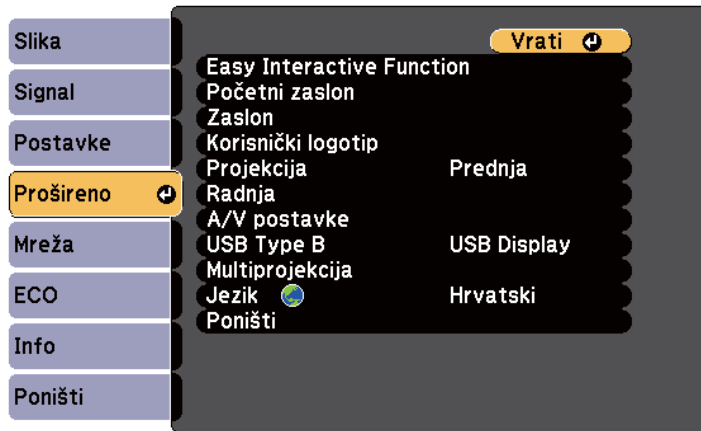 Slika
Signal
Postavke
Prošireno
Mreža
ECO
Info
Poništi
Vrati
Easy Interactive Function
Početni zaslon
Zaslon
Korisnički logotip
Projekcija Prednja
Radnja
A/V postavke
USB Type B USB Display
Multiprojekcija
Jezik Hrvatski
Poništi